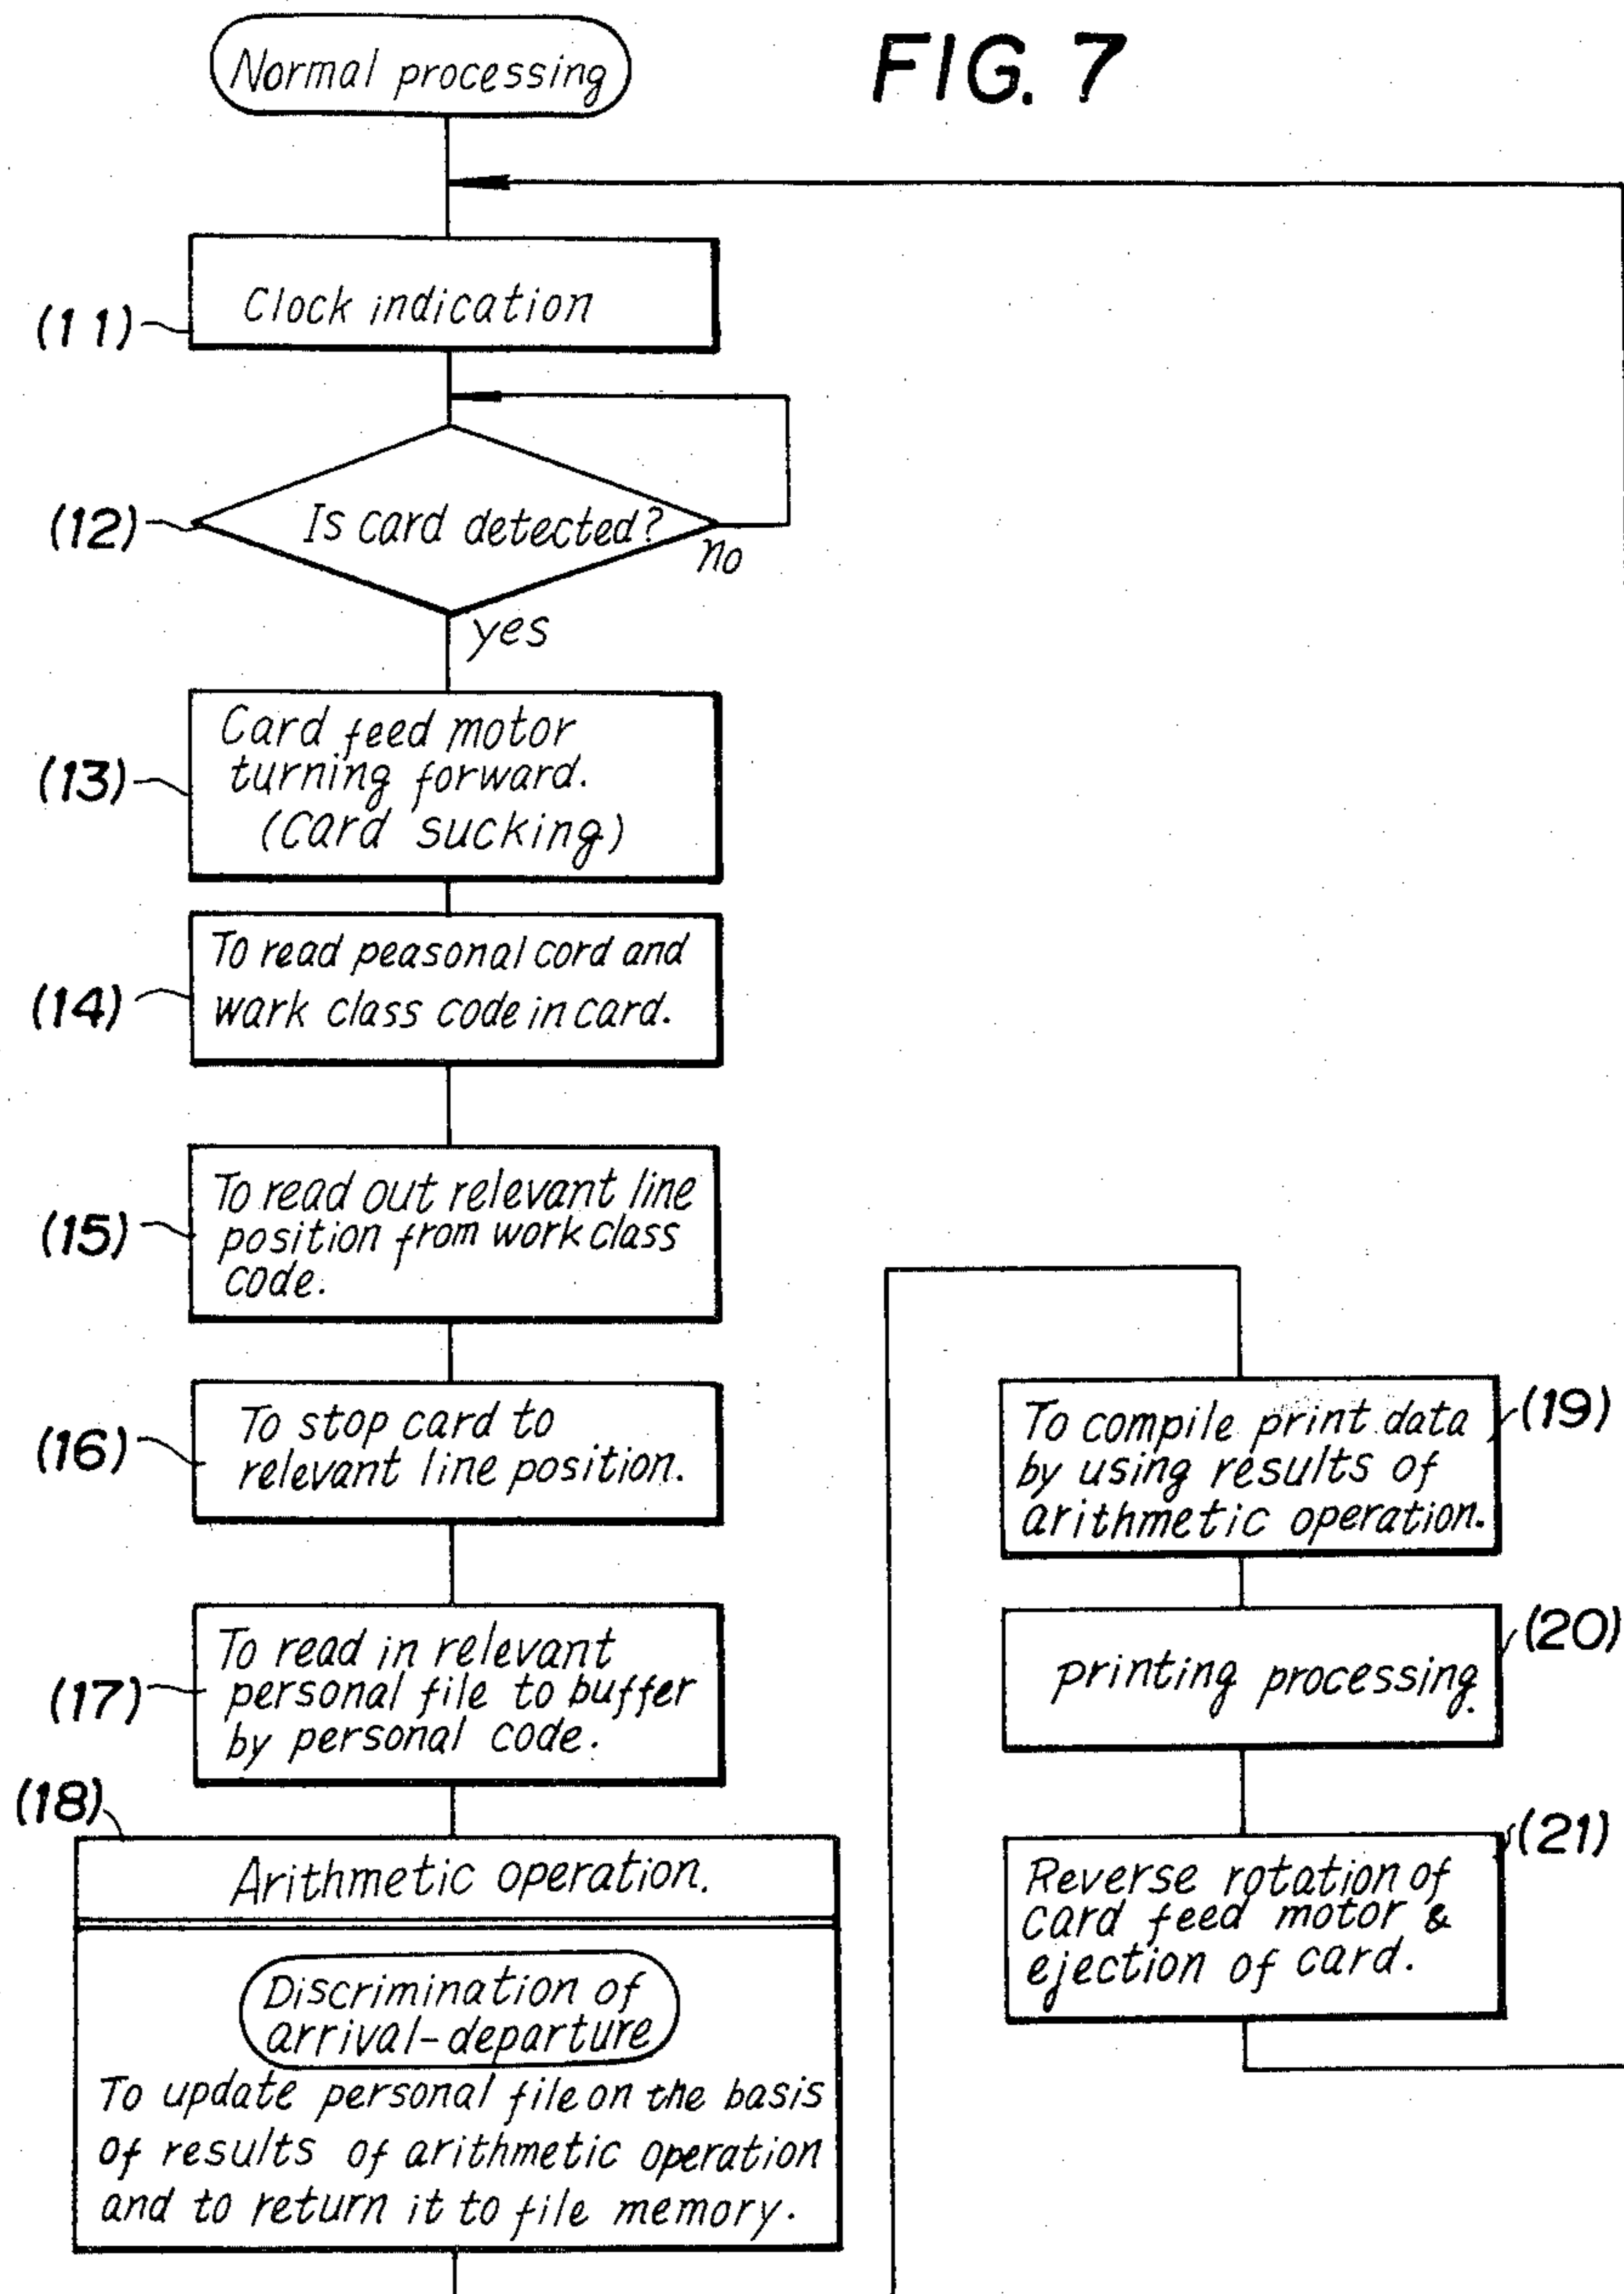 FIG. 7
Normal processing
(11)
Clock indication
(12)
Is card detected?
no
yes
(13)
Card feed motor
turning forward.
(Card sucking)
(14)
To read peasonal cord and
wark class code in card.
(15)
To read out relevant line
position from work class
code.
(16)
To stop card to
relevant line position.
(17)
To read in relevant
personal file to buffer
by personal code.
(18)
Arithmetic operation.
Discrimination of
arrival-departure
To update personal file on the basis
of results of arithmetic operation
and to return it to file memory.
(19)
To compile print data
by using results of
arithmetic operation.
(20)
printing processing.
(21)
Reverse rotation of
card feed motor &
ejection of card.